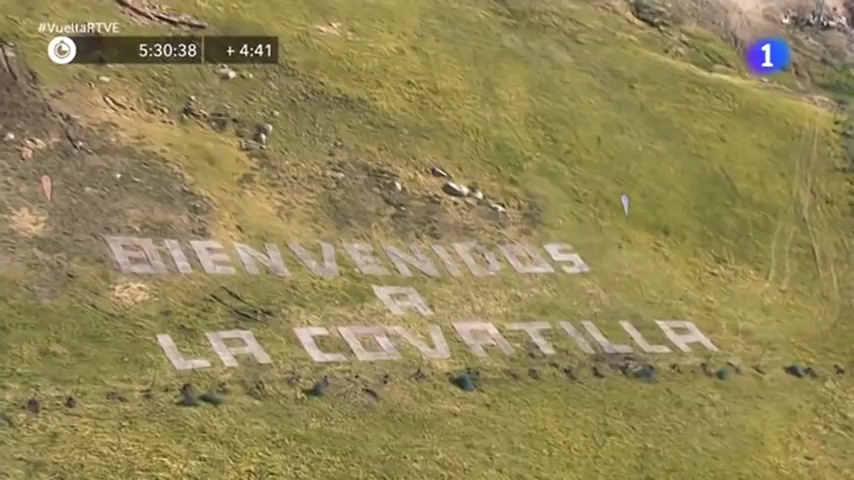 #VueltaRTVE
5:30:38 + 4:41
1
BIENVENIDOS
A
LA COVATILLA